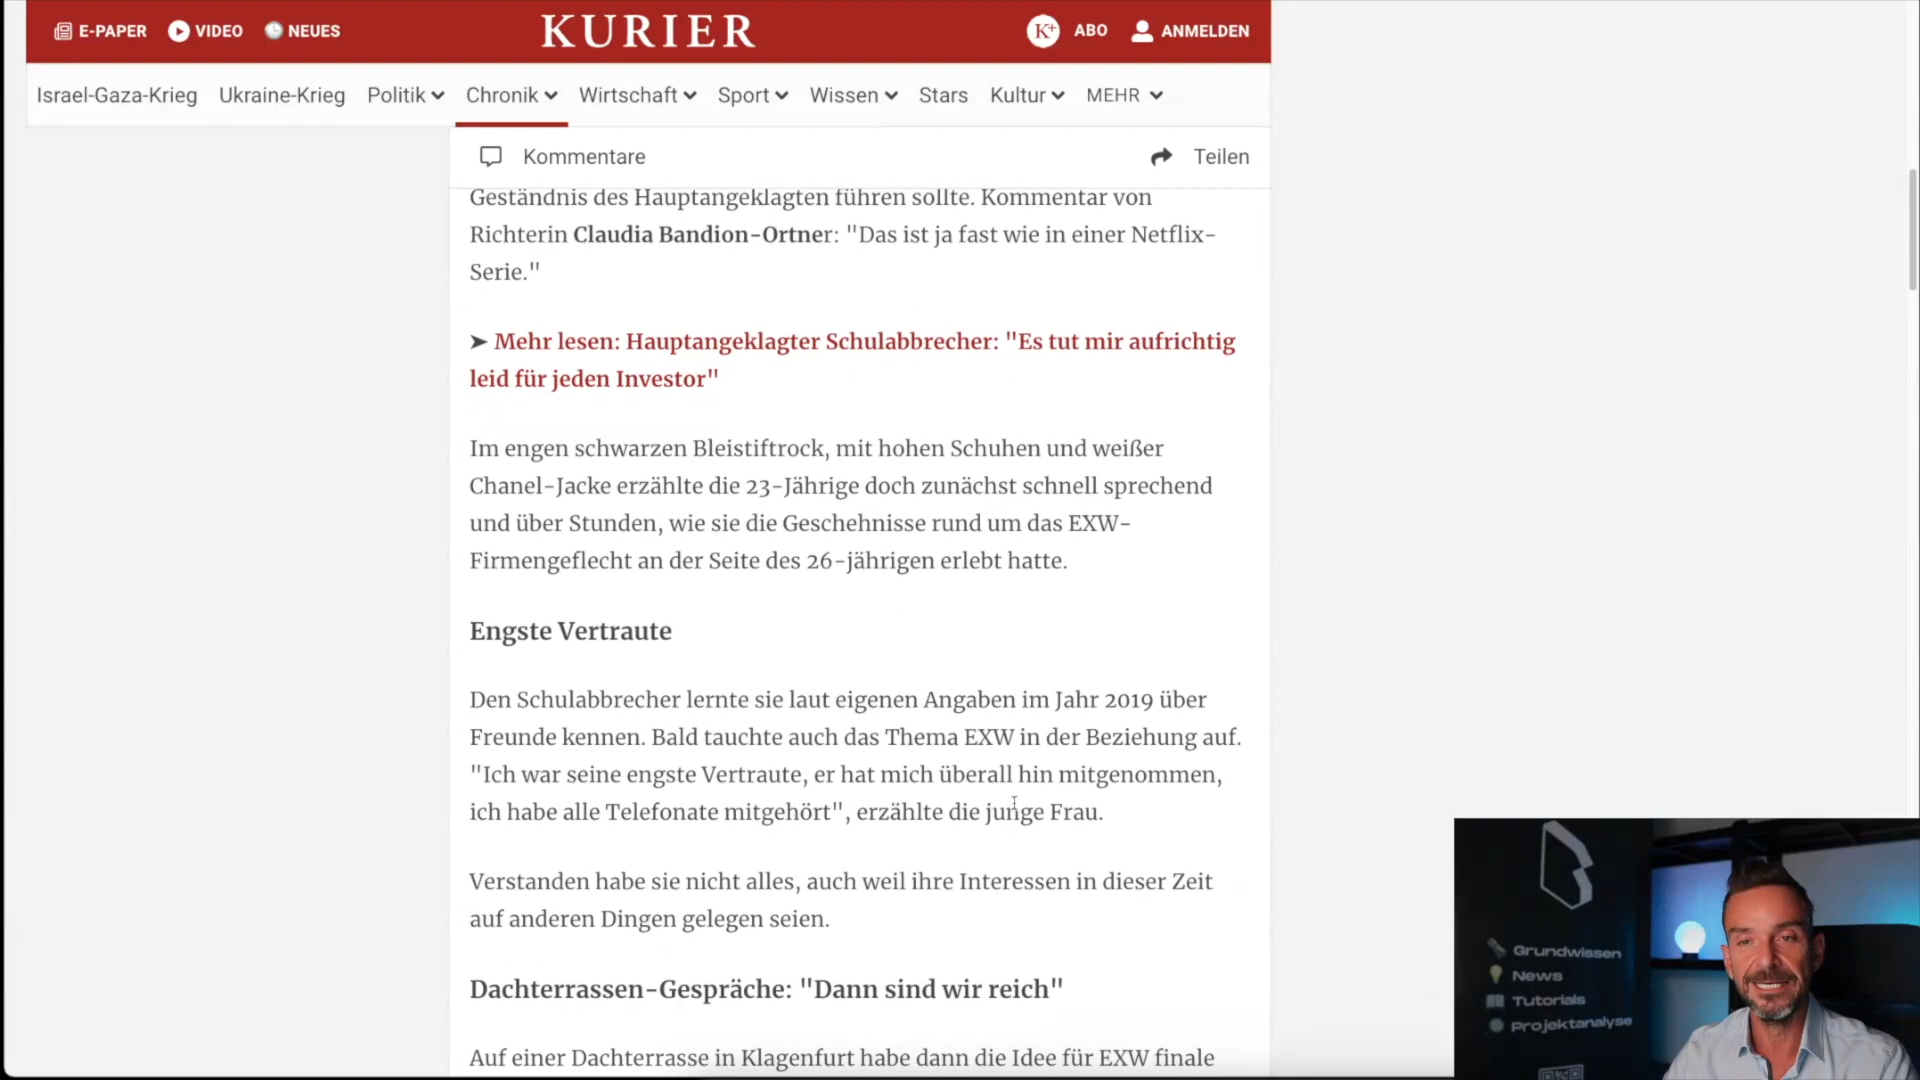 E-PAPER VIDEO NEUES KURIER K+ ABO ANMELDEN
Israel-Gaza-Krieg Ukraine-Krieg Politik Chronik Wirtschaft Sport Wissen Stars Kultur MEHR
Kommentare Teilen
Geständnis des Hauptangeklagten führen sollte. Kommentar von
Richterin Claudia Bandion-Ortner: "Das ist ja fast wie in einer Netflix-
Serie."
➤ Mehr lesen: Hauptangeklagter Schulabbrecher: "Es tut mir aufrichtig
leid für jeden Investor"
Im engen schwarzen Bleistiftrock, mit hohen Schuhen und weißer
Chanel-Jacke erzählte die 23-Jährige doch zunächst schnell sprechend
und über Stunden, wie sie die Geschehnisse rund um das EXW-
Firmengeflecht an der Seite des 26-jährigen erlebt hatte.
Engste Vertraute
Den Schulabbrecher lernte sie laut eigenen Angaben im Jahr 2019 über
Freunde kennen. Bald tauchte auch das Thema EXW in der Beziehung auf.
"Ich war seine engste Vertraute, er hat mich überall hin mitgenommen,
ich habe alle Telefonate mitgehört", erzählte die junge Frau.
Verstanden habe sie nicht alles, auch weil ihre Interessen in dieser Zeit
auf anderen Dingen gelegen seien.
Dachterrassen-Gespräche: "Dann sind wir reich"
Auf einer Dachterrasse in Klagenfurt habe dann die Idee für EXW finale
Grundwissen
News
Tutorials
Projektanalyse